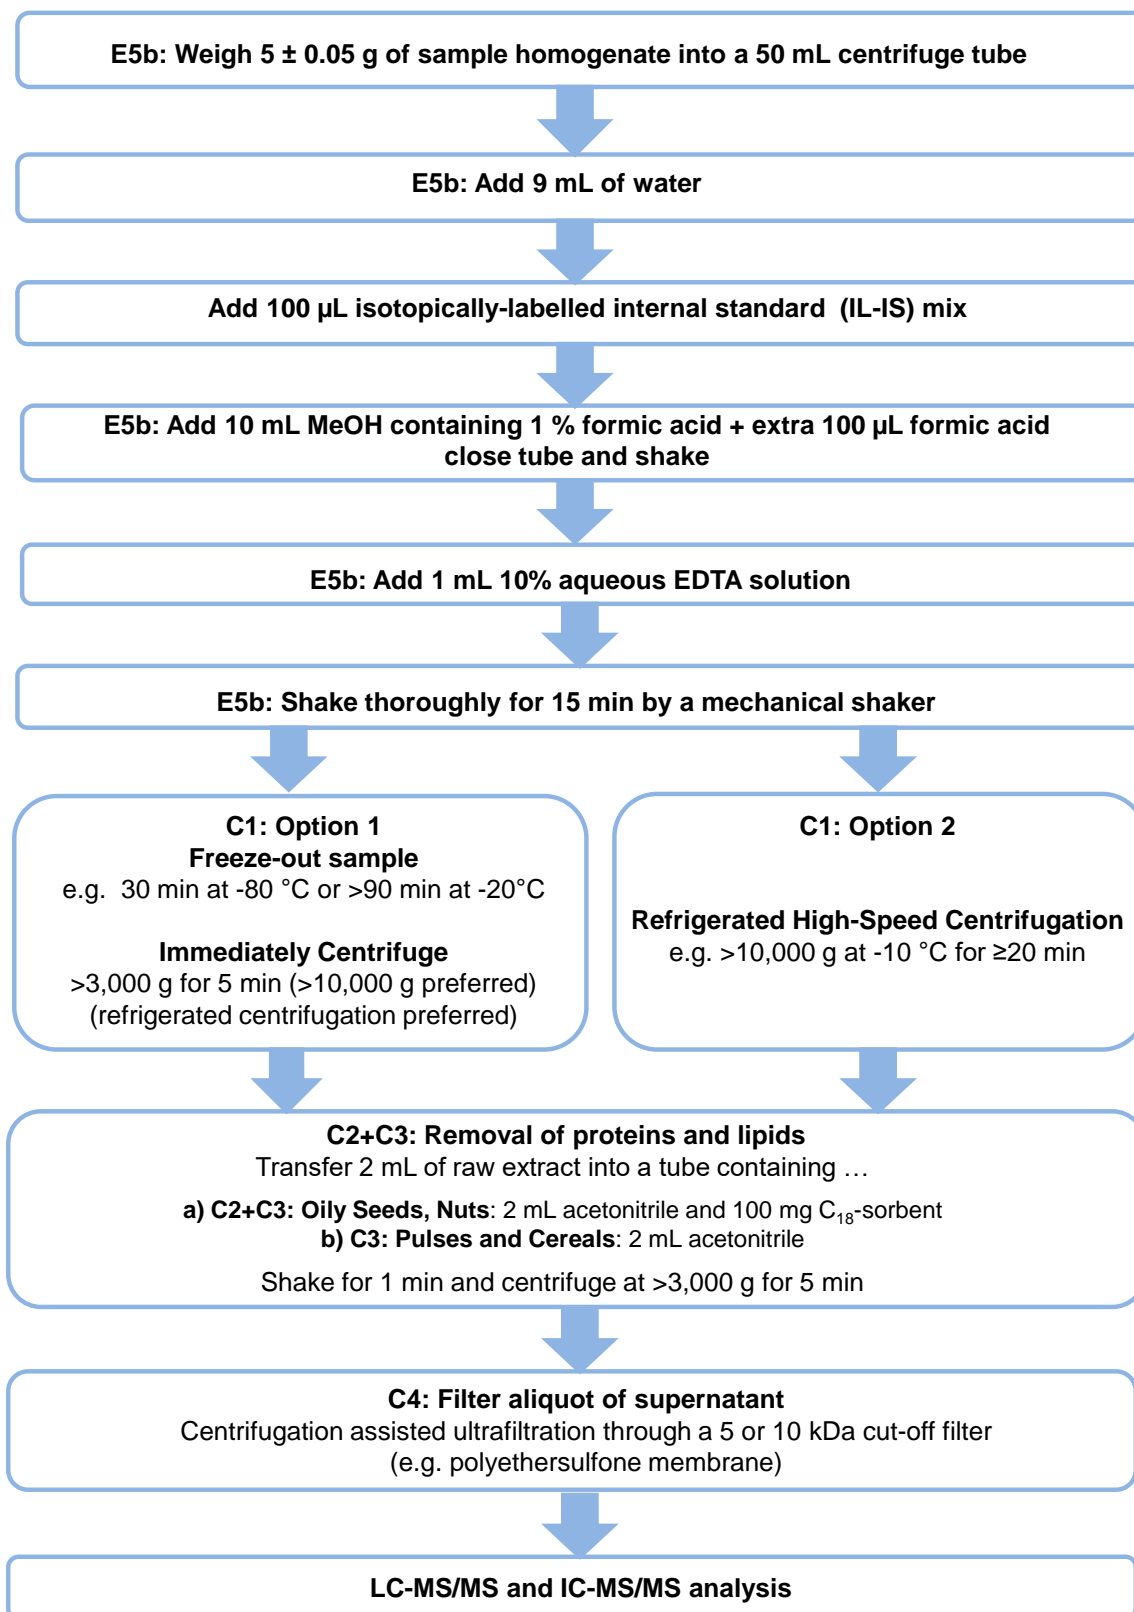 E5b: Weigh 5 ± 0.05 g of sample homogenate into a 50 mL centrifuge tube
E5b: Add 9 mL of water
Add 100 µL isotopically-labelled internal standard (IL-IS) mix
E5b: Add 10 mL MeOH containing 1 % formic acid + extra 100 µL formic acid
close tube and shake
E5b: Add 1 mL 10% aqueous EDTA solution
E5b: Shake thoroughly for 15 min by a mechanical shaker
C1: Option 1
Freeze-out sample
e.g. 30 min at -80 °C or >90 min at -20°C
Immediately Centrifuge
>3,000 g for 5 min (>10,000 g preferred)
(refrigerated centrifugation preferred)
C1: Option 2
Refrigerated High-Speed Centrifugation
e.g. >10,000 g at -10 °C for ≥20 min
C2+C3: Removal of proteins and lipids
Transfer 2 mL of raw extract into a tube containing …
a) C2+C3: Oily Seeds, Nuts: 2 mL acetonitrile and 100 mg C18-sorbent
b) C3: Pulses and Cereals: 2 mL acetonitrile
Shake for 1 min and centrifuge at >3,000 g for 5 min
C4: Filter aliquot of supernatant
Centrifugation assisted ultrafiltration through a 5 or 10 kDa cut-off filter
(e.g. polyethersulfone membrane)
LC-MS/MS and IC-MS/MS analysis